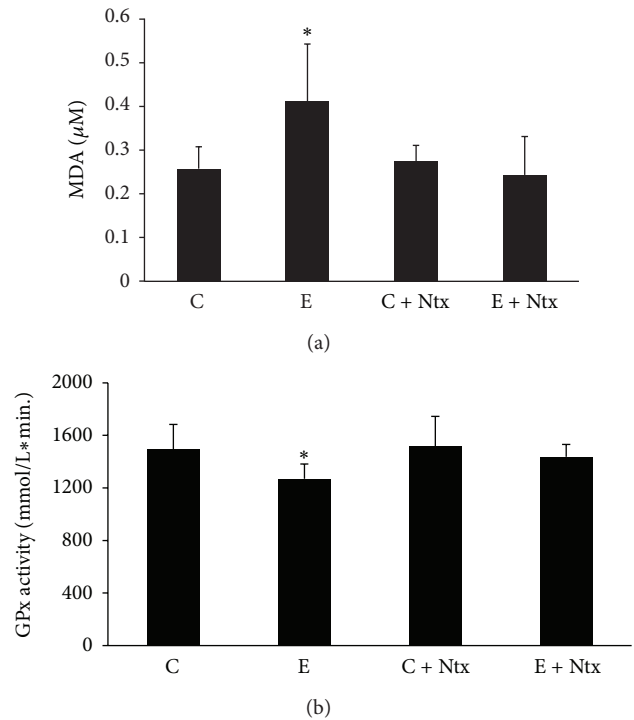 0.6
0.5
0.4
0.3
0.2
0.1
0
MDA (μM)
*
C
E
C + Ntx
E + Ntx
(a)
2000
1600
1200
800
400
0
GPx activity (mmol/L∗min.)
*
C
E
C + Ntx
E + Ntx
(b)